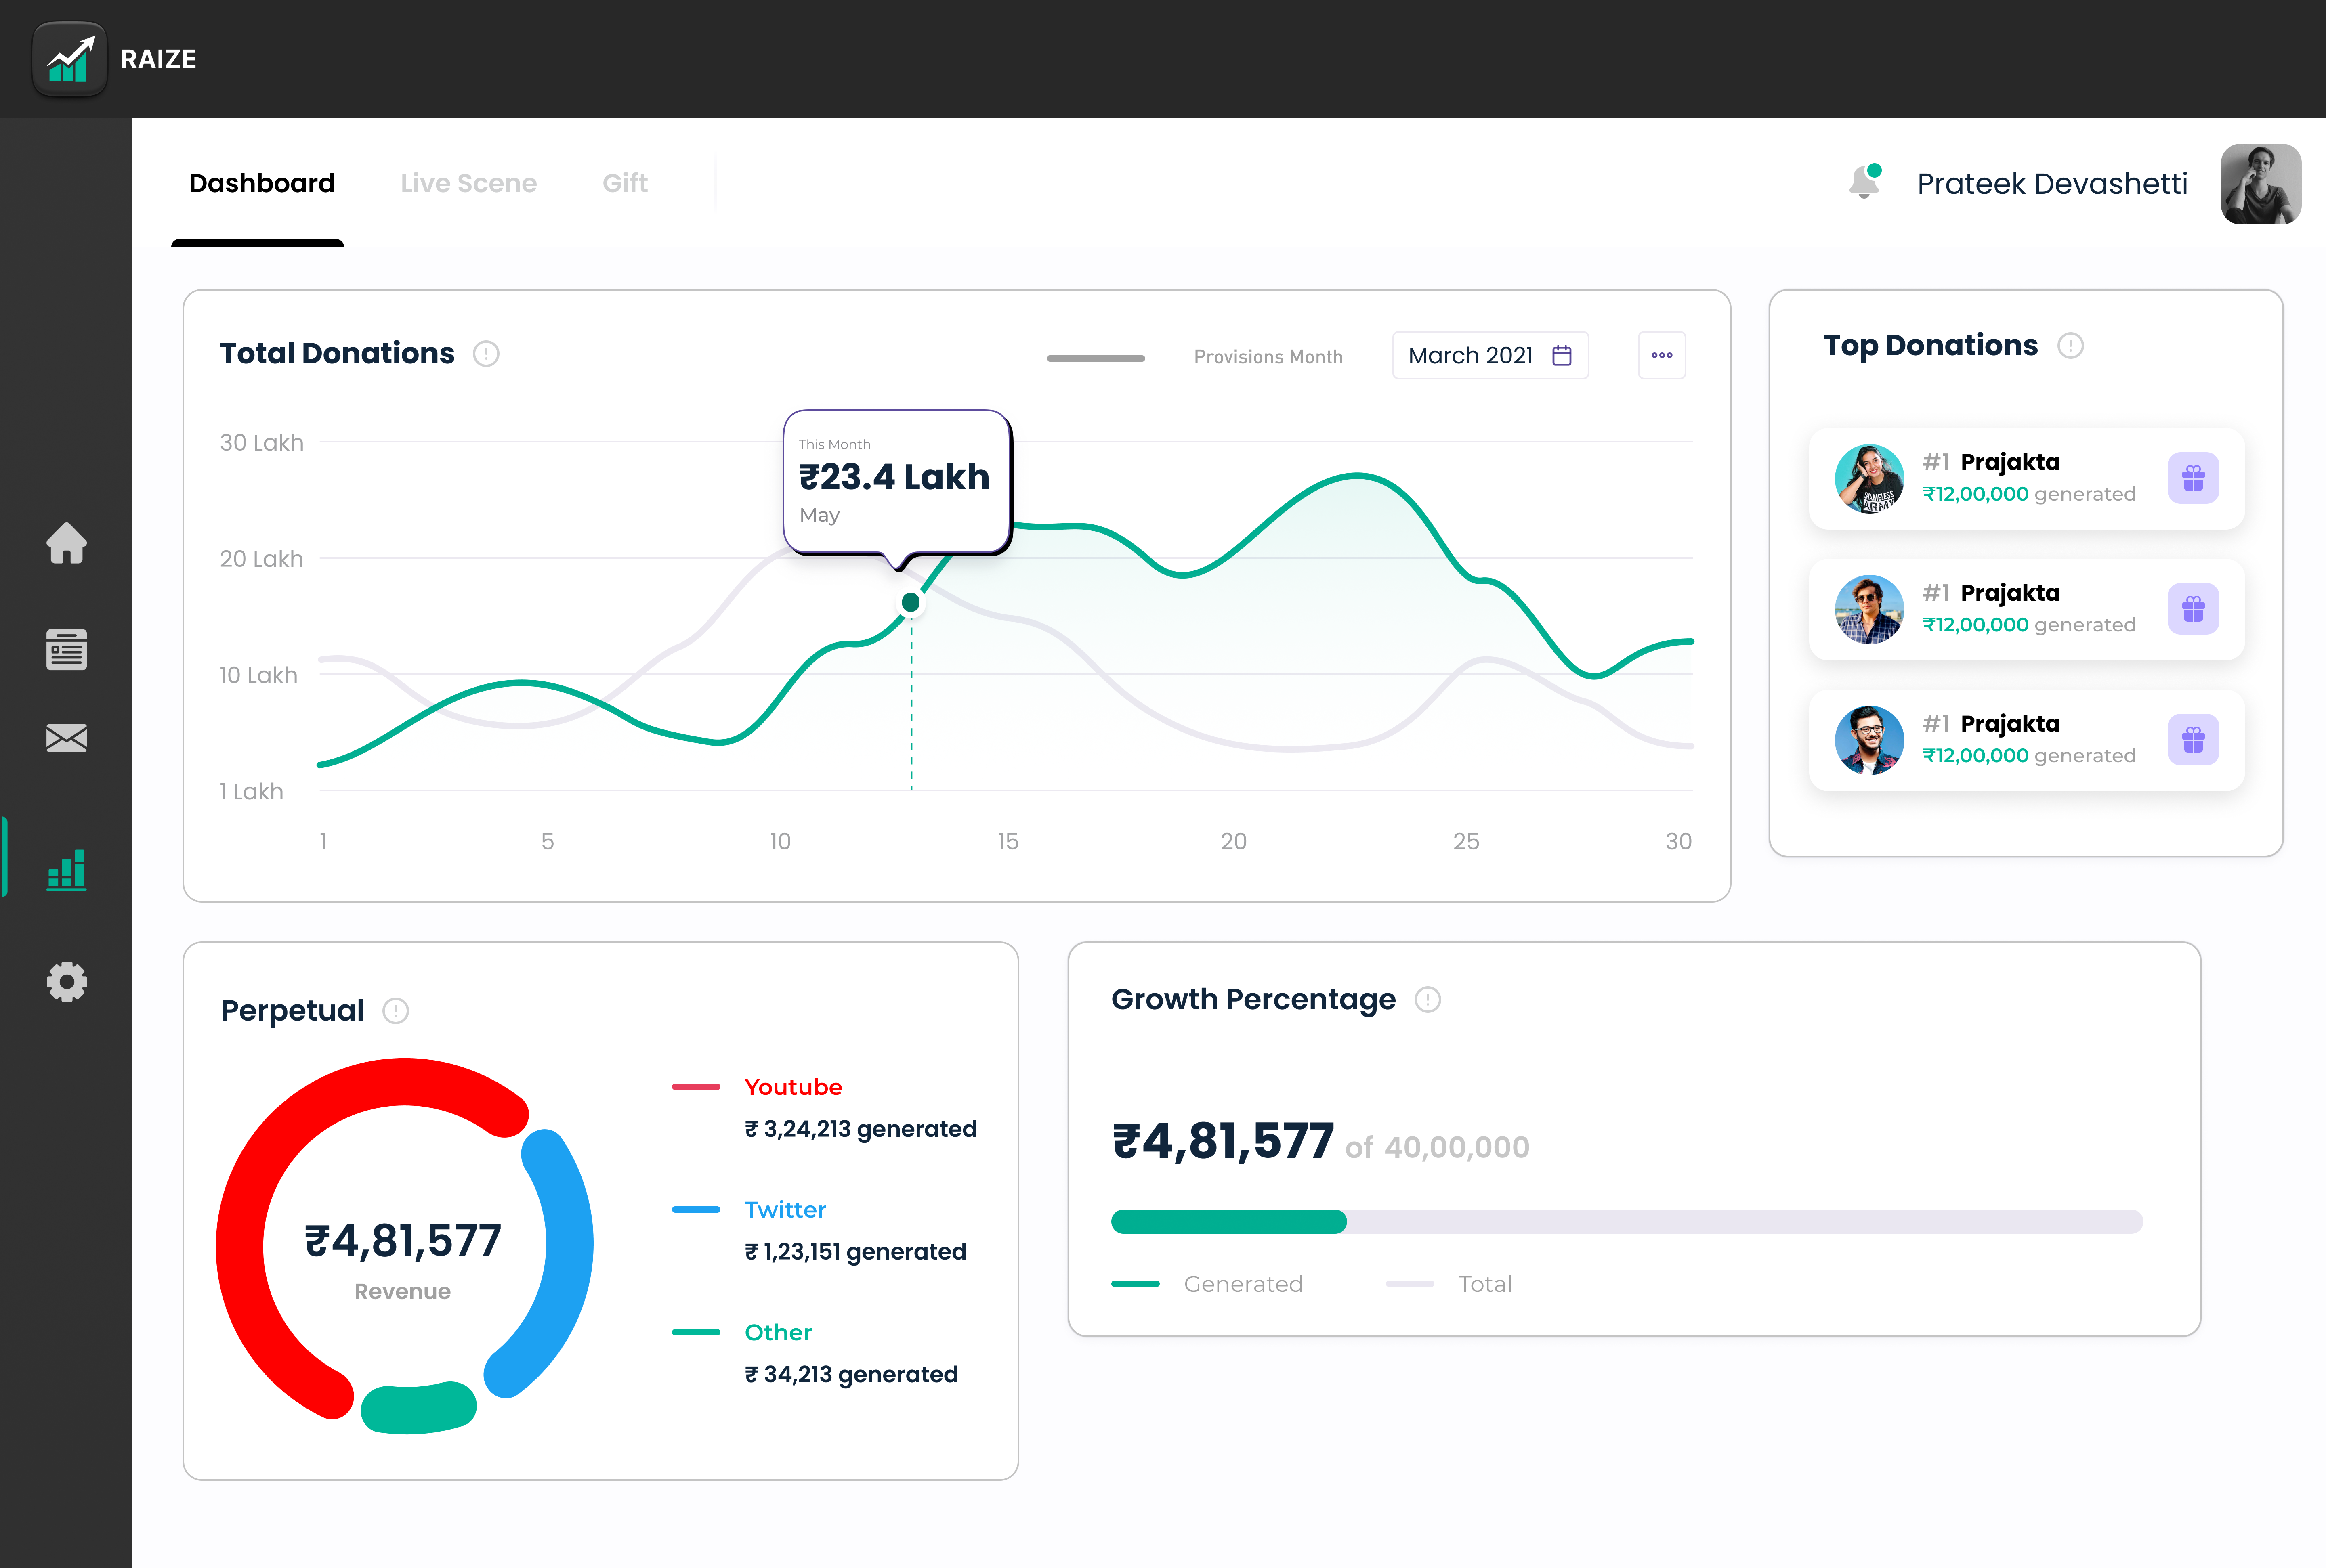 RAIZE
Dashboard Live Scene Gift
Prateek Devashetti
Total Donations
Provisions Month
March 2021
30 Lakh
20 Lakh
10 Lakh
1 Lakh
This Month
₹23.4 Lakh
May
1 5 10 15 20 25 30
Top Donations
#1 Prajakta
₹12,00,000 generated
SHAMELESS
ARMY
#1 Prajakta
₹12,00,000 generated
#1 Prajakta
₹12,00,000 generated
Perpetual
₹4,81,577
Revenue
Youtube
₹ 3,24,213 generated
Twitter
₹ 1,23,151 generated
Other
₹ 34,213 generated
Growth Percentage
₹4,81,577 of 40,00,000
Generated Total